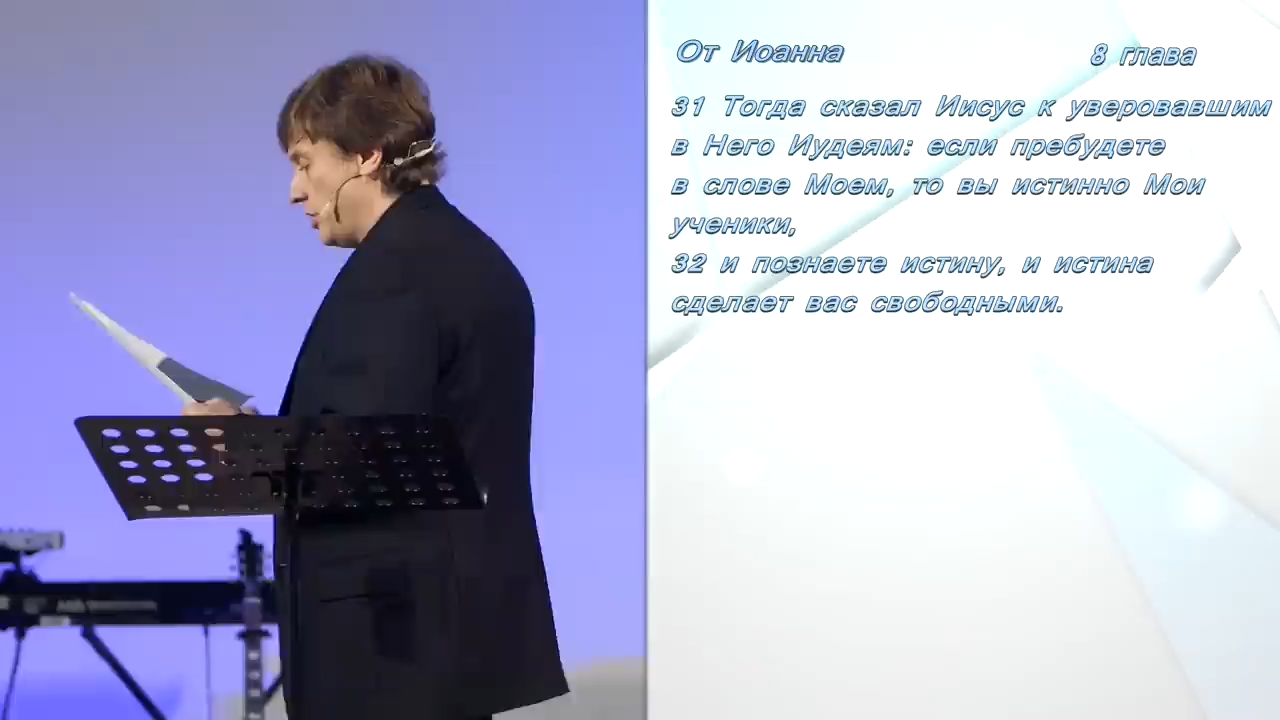 От Иоанна 8 глава
31 Тогда сказал Иисус к уверовавшим
в Него Иудеям: если пребудете
в слове Моем, то вы истинно Мои
ученики,
32 и познаете истину, и истина
сделает вас свободными.